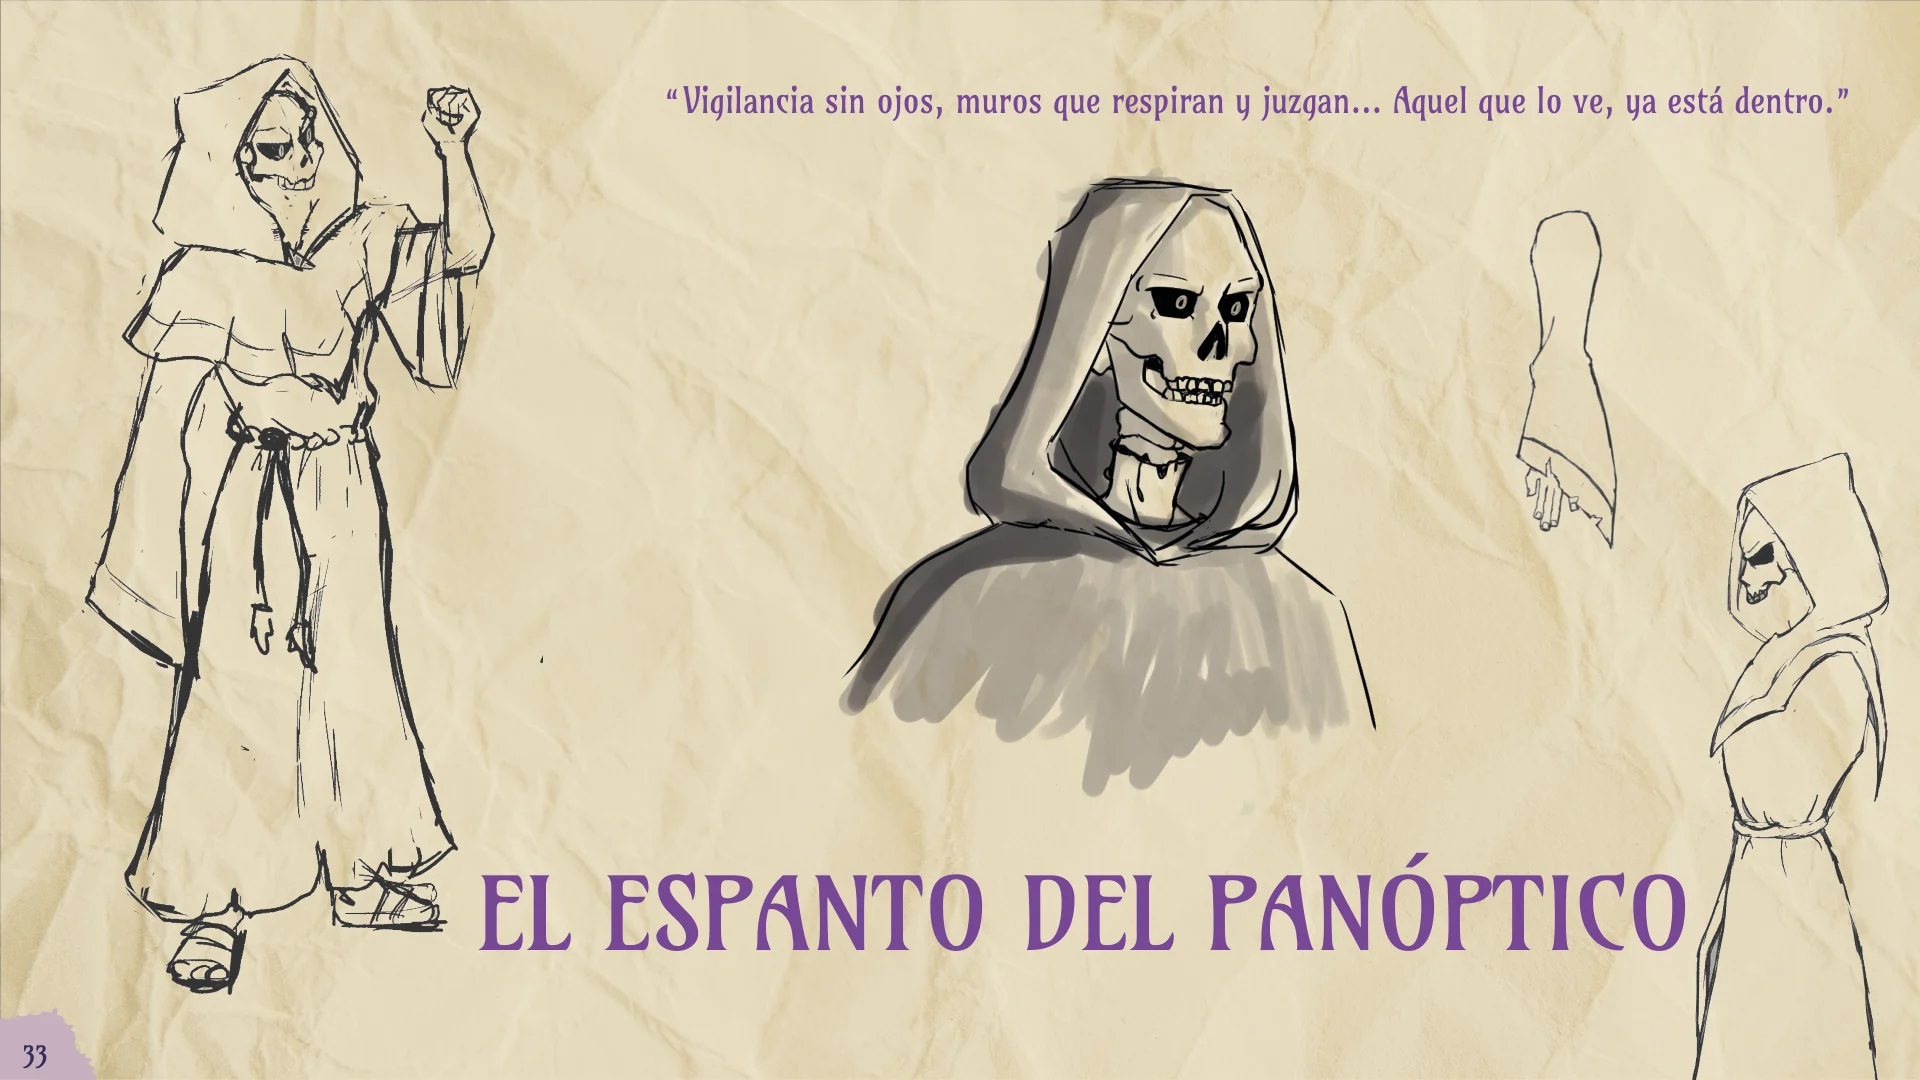 “Vigilancia sin ojos, muros que respiran y juzgan... Aquel que lo ve, ya está dentro.”
EL ESPANTO DEL PANÓPTICO
33